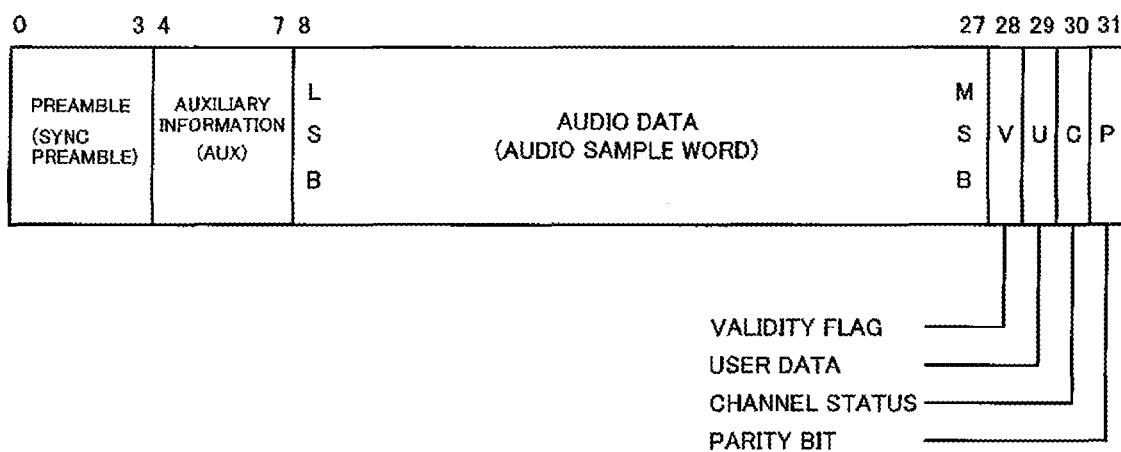 0 3 4 7 8 27 28 29 30 31
PREAMBLE
(SYNC
PREAMBLE)
AUXILIARY
INFORMATION
(AUX)
L
S
B
AUDIO DATA
(AUDIO SAMPLE WORD)
M
S
B
V U C P
VALIDITY FLAG
USER DATA
CHANNEL STATUS
PARITY BIT